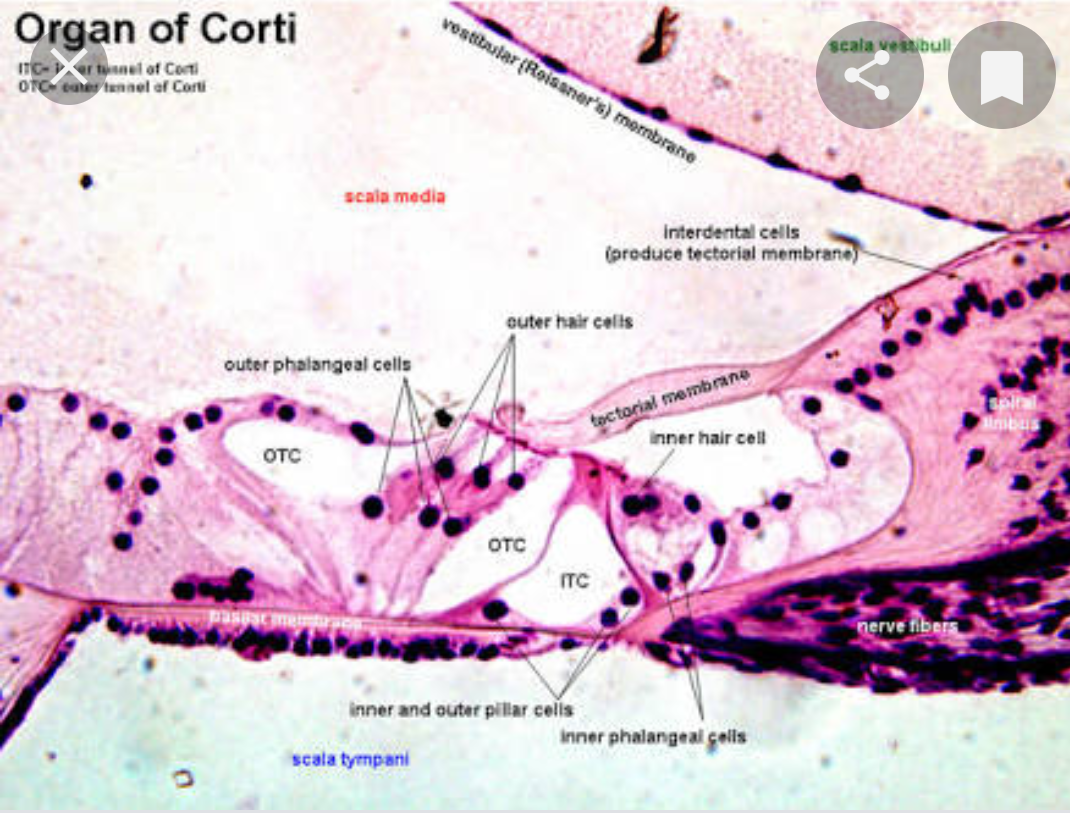 Organ of Corti
ITC= inner tunnel of Corti
OTC= outer tunnel of Corti
vestibular (Reissner's) membrane
scala vestibuli
scala media
interdental cells
(produce tectorial membrane)
outer hair cells
outer phalangeal cells
tectorial membrane
spiral
limbus
inner hair cell
OTC
OTC
ITC
basilar membrane
nerve fibers
inner and outer pillar cells
inner phalangeal cells
scala tympani